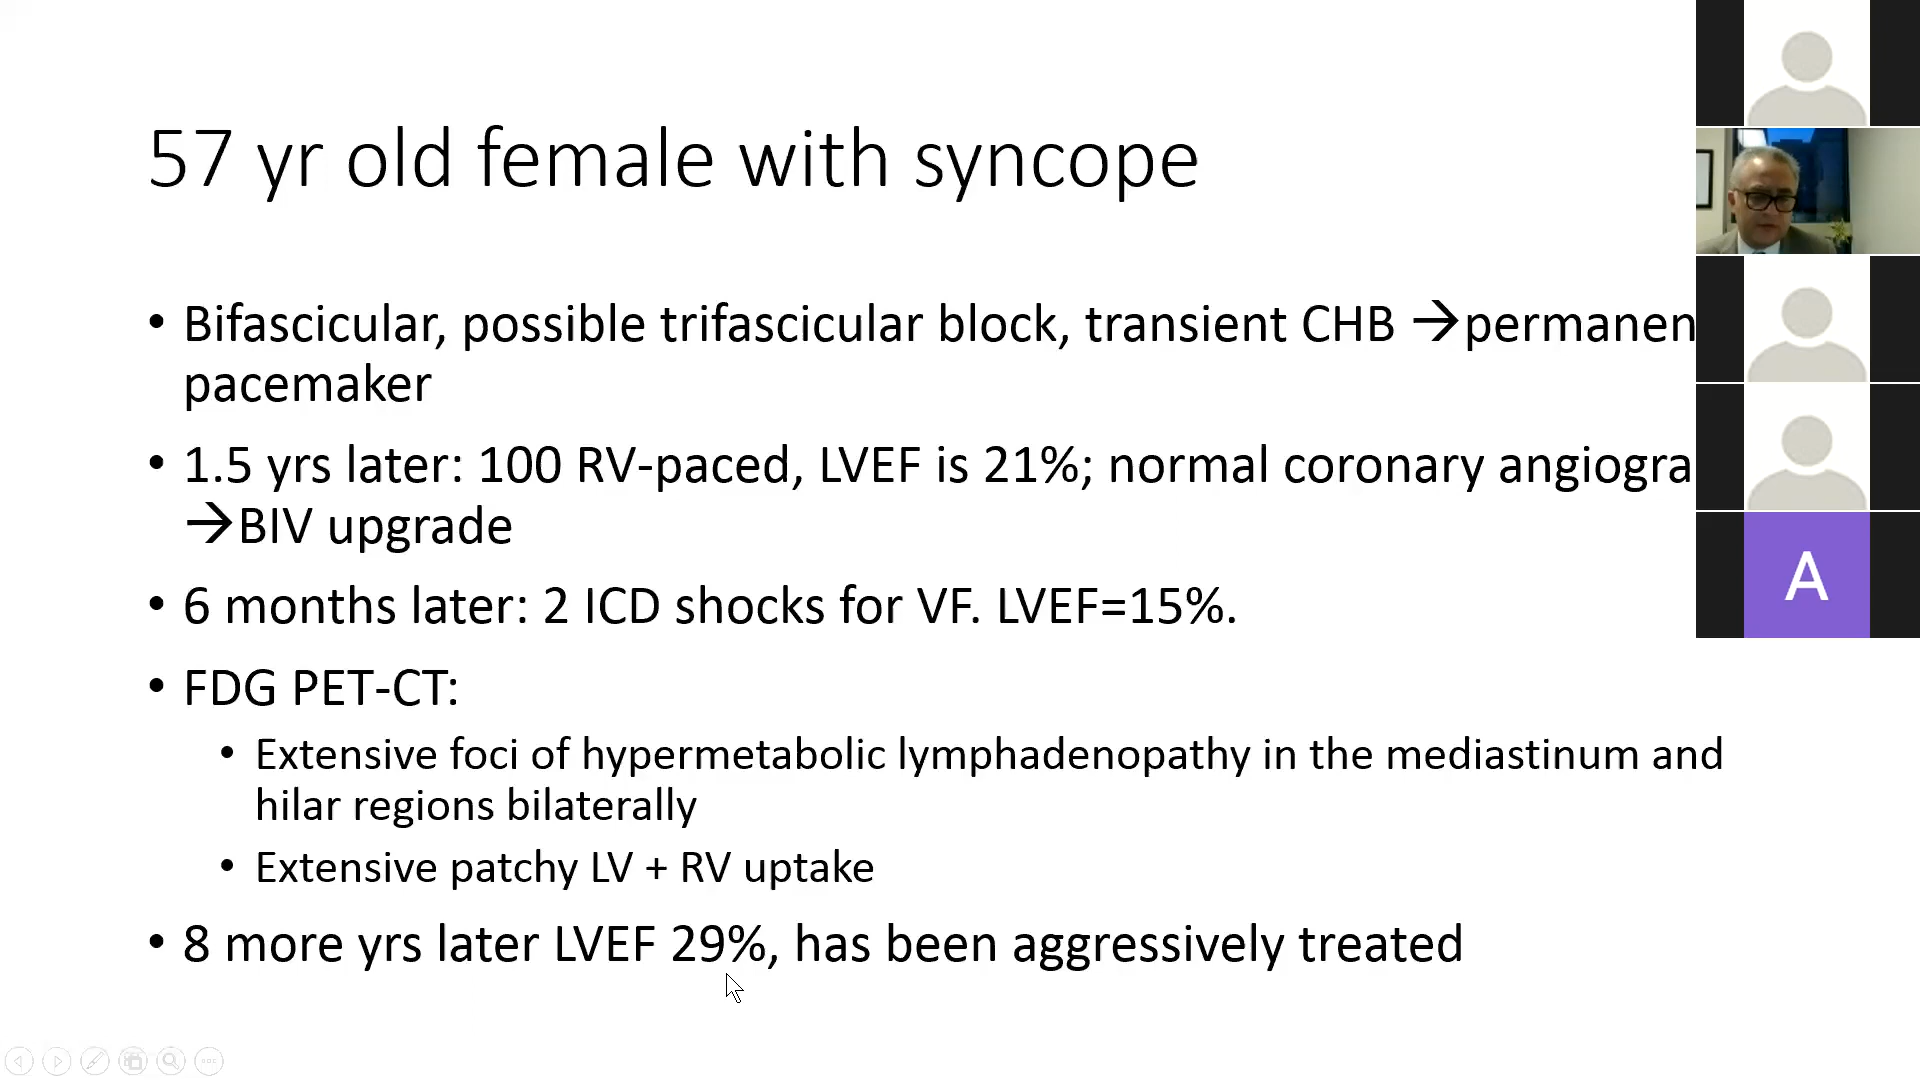 57 yr old female with syncope
• Bifascicular, possible trifascicular block, transient CHB →permanen
pacemaker
• 1.5 yrs later: 100 RV-paced, LVEF is 21%; normal coronary angiogra
→BIV upgrade
• 6 months later: 2 ICD shocks for VF. LVEF=15%.
• FDG PET-CT:
• Extensive foci of hypermetabolic lymphadenopathy in the mediastinum and
hilar regions bilaterally
• Extensive patchy LV + RV uptake
• 8 more yrs later LVEF 29%, has been aggressively treated
A